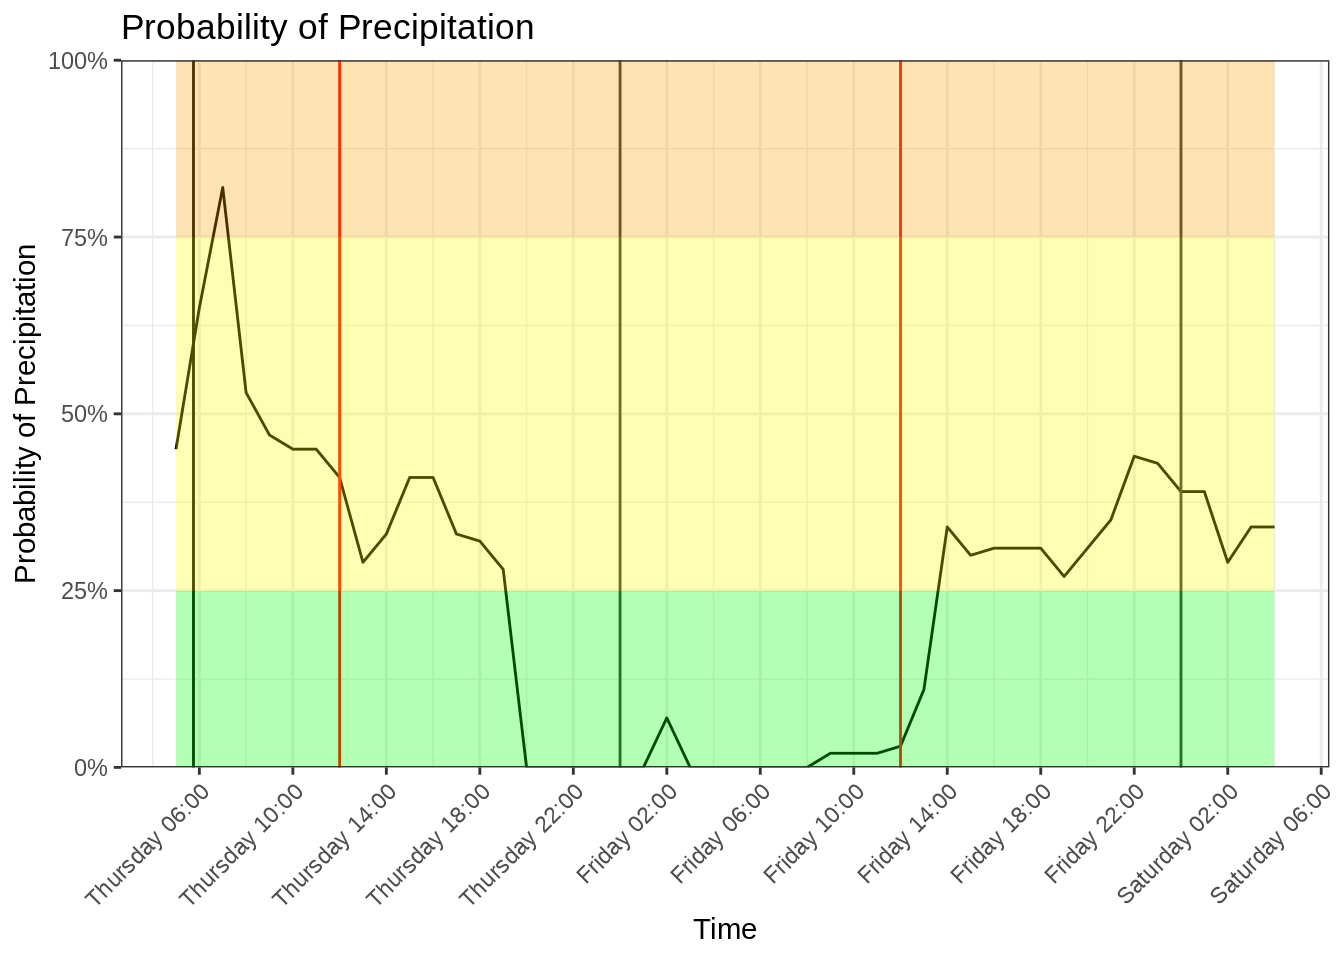 Probability of Precipitation
Probability of Precipitation
100%
75%
50%
25%
0%
Thursday 06:00
Thursday 10:00
Thursday 14:00
Thursday 18:00
Thursday 22:00
Friday 02:00
Friday 06:00
Friday 10:00
Friday 14:00
Friday 18:00
Friday 22:00
Saturday 02:00
Saturday 06:00
Time